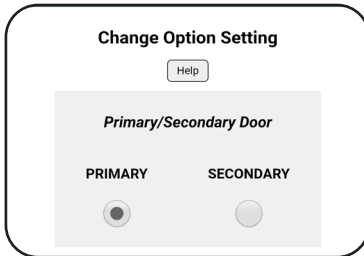 Change Option Setting
Help
Primary/Secondary Door
PRIMARY SECONDARY